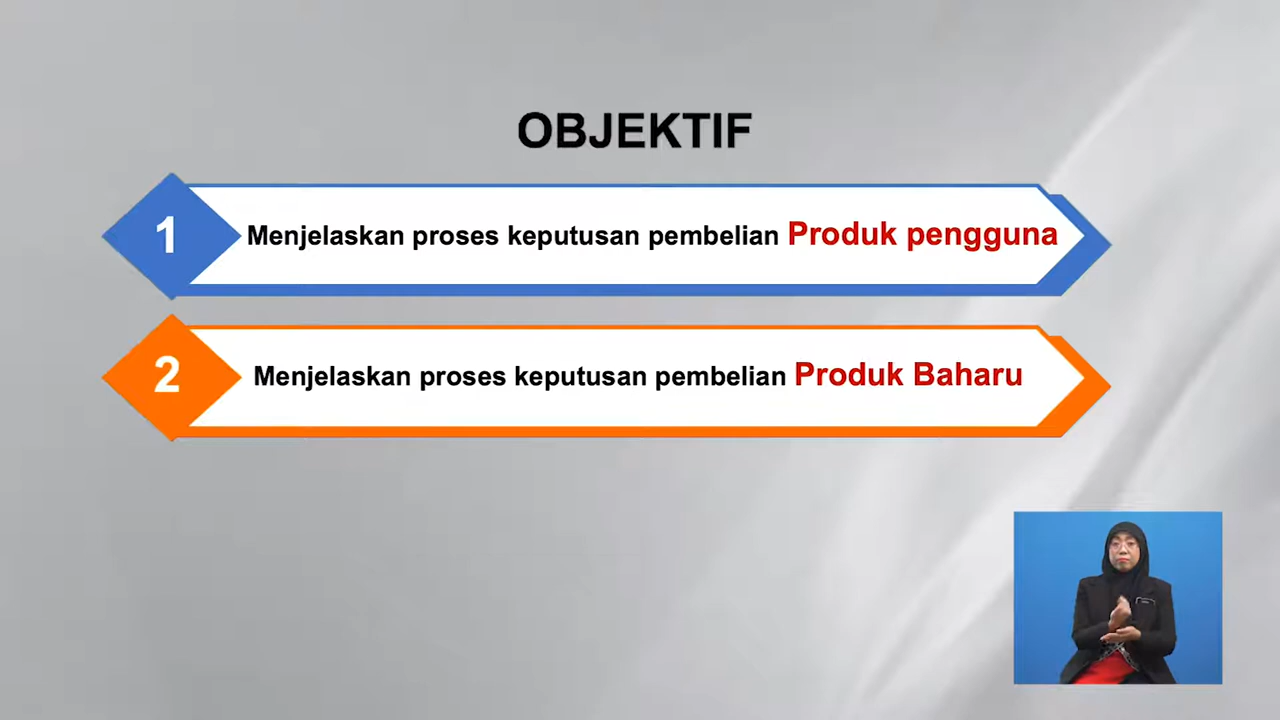 OBJEKTIF
1
Menjelaskan proses keputusan pembelian Produk pengguna
2
Menjelaskan proses keputusan pembelian Produk Baharu